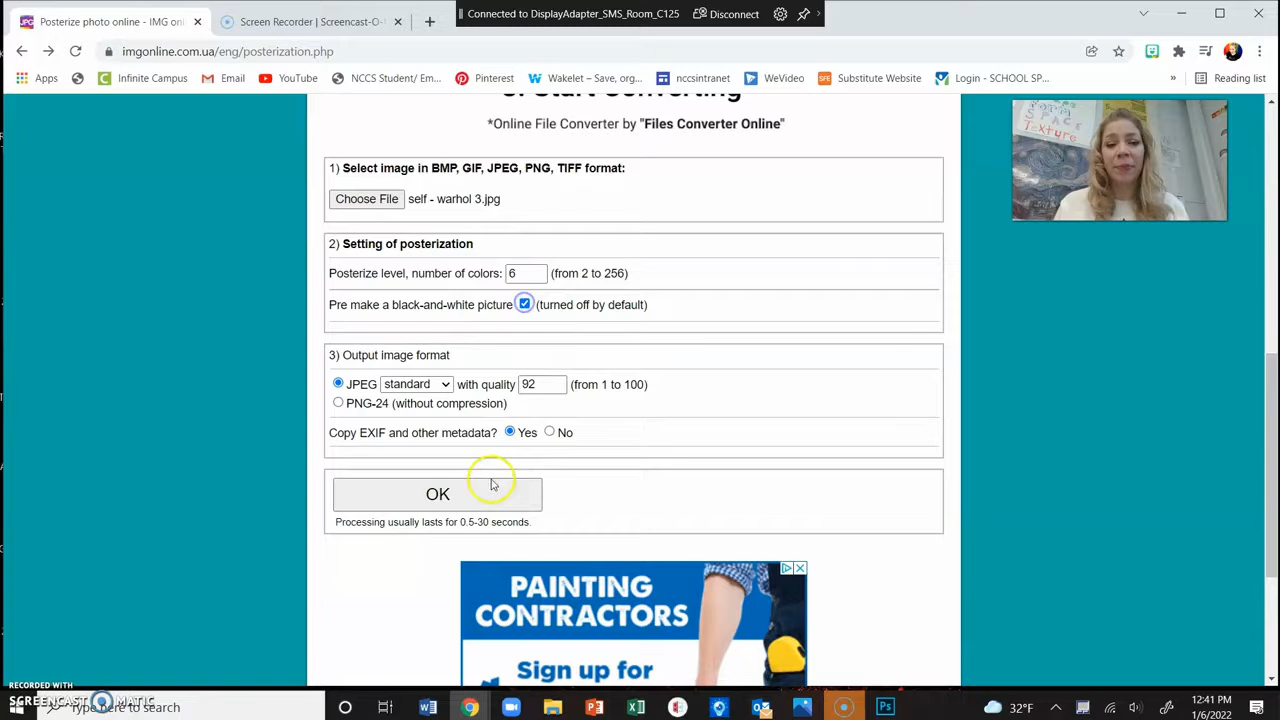 Posterize photo online - IMG onl
Screen Recorder | Screencast-O-
Connected to DisplayAdapter_SMS_Room_C125
Disconnect
imgonline.com.ua/eng/posterization.php
Apps
Infinite Campus
Email
YouTube
NCCS Student/ Em...
Pinterest
Wakelet – Save, org...
nccsintranet
WeVideo
Substitute Website
Login - SCHOOL SP...
»
Reading list
3. Start Converting
*Online File Converter by "Files Converter Online"
SPACE
Texture
1) Select image in BMP, GIF, JPEG, PNG, TIFF format:
Choose File self - warhol 3.jpg
2) Setting of posterization
Posterize level, number of colors: 6 (from 2 to 256)
Pre make a black-and-white picture (turned off by default)
3) Output image format
JPEG standard with quality 92 (from 1 to 100)
PNG-24 (without compression)
Copy EXIF and other metadata? Yes No
OK
Processing usually lasts for 0.5-30 seconds.
PAINTING
CONTRACTORS
Sign up for
RECORDED WITH
SCREENCAST MATIC
Type here to search
32°F
12:41 PM
1/6/2022